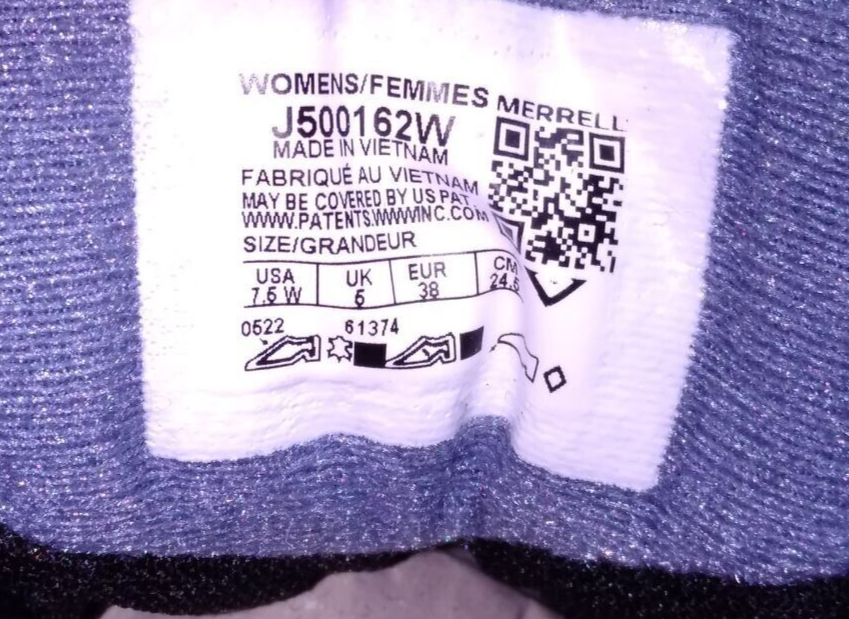 WOMENS/FEMMES MERRELL
J500162W
MADE IN VIETNAM
FABRIQUÉ AU VIETNAM
MAY BE COVERED BY US PAT.
WWW.PATENTS.WWWINC.COM
SIZE/GRANDEUR
USA UK EUR CM
7.5 W 5 38 24.5
0522 61374